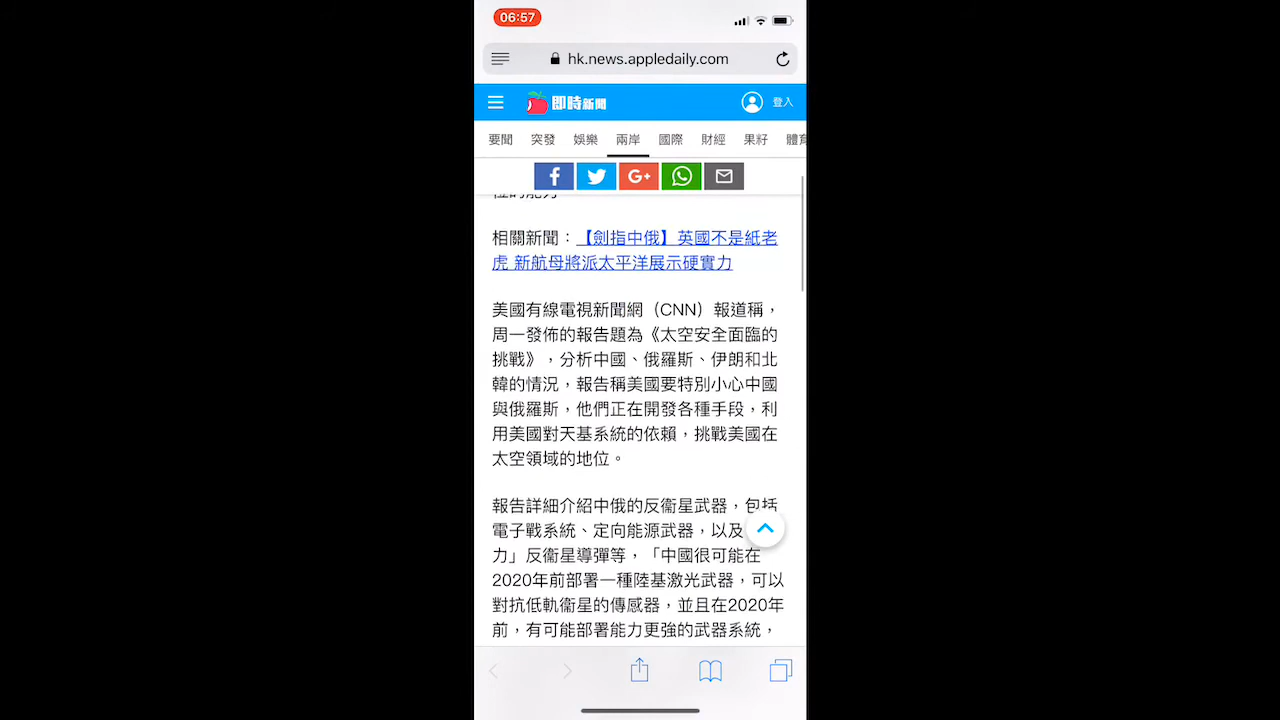 06:57
hk.news.appledaily.com
即時新聞
登入
要聞 突發 娛樂 兩岸 國際 財經 果籽 體育
位的能力
相關新聞：【劍指中俄】英國不是紙老
虎 新航母將派太平洋展示硬實力
美國有線電視新聞網（CNN）報道稱，
周一發佈的報告題為《太空安全面臨的
挑戰》，分析中國、俄羅斯、伊朗和北
韓的情況，報告稱美國要特別小心中國
與俄羅斯，他們正在開發各種手段，利
用美國對天基系統的依賴，挑戰美國在
太空領域的地位。
報告詳細介紹中俄的反衞星武器，包括
電子戰系統、定向能源武器，以及
力」反衞星導彈等，「中國很可能在
2020年前部署一種陸基激光武器，可以
對抗低軌衞星的傳感器，並且在2020年
前，有可能部署能力更強的武器系統，